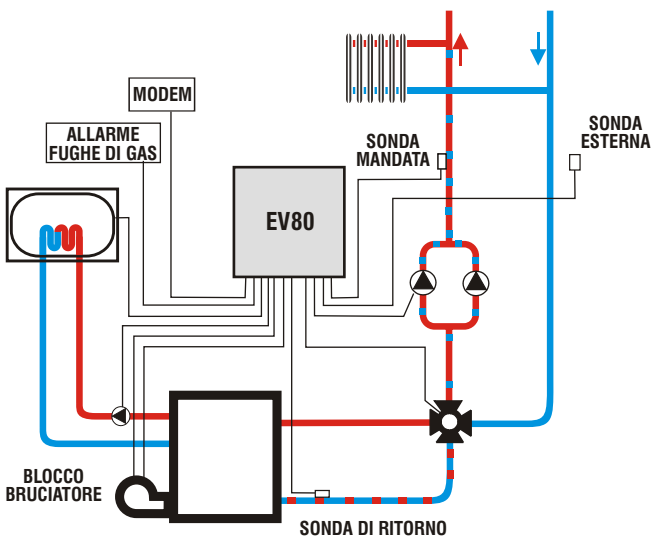 MODEM
ALLARME
FUGHE DI GAS
SONDA
MANDATA
SONDA
ESTERNA
EV80
BLOCCO
BRUCIATORE
SONDA DI RITORNO